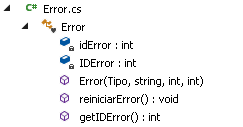 C# Error.cs
Error
idError : int
IDError : int
Error(Tipo, string, int, int)
reiniciarError() : void
getIDError() : int